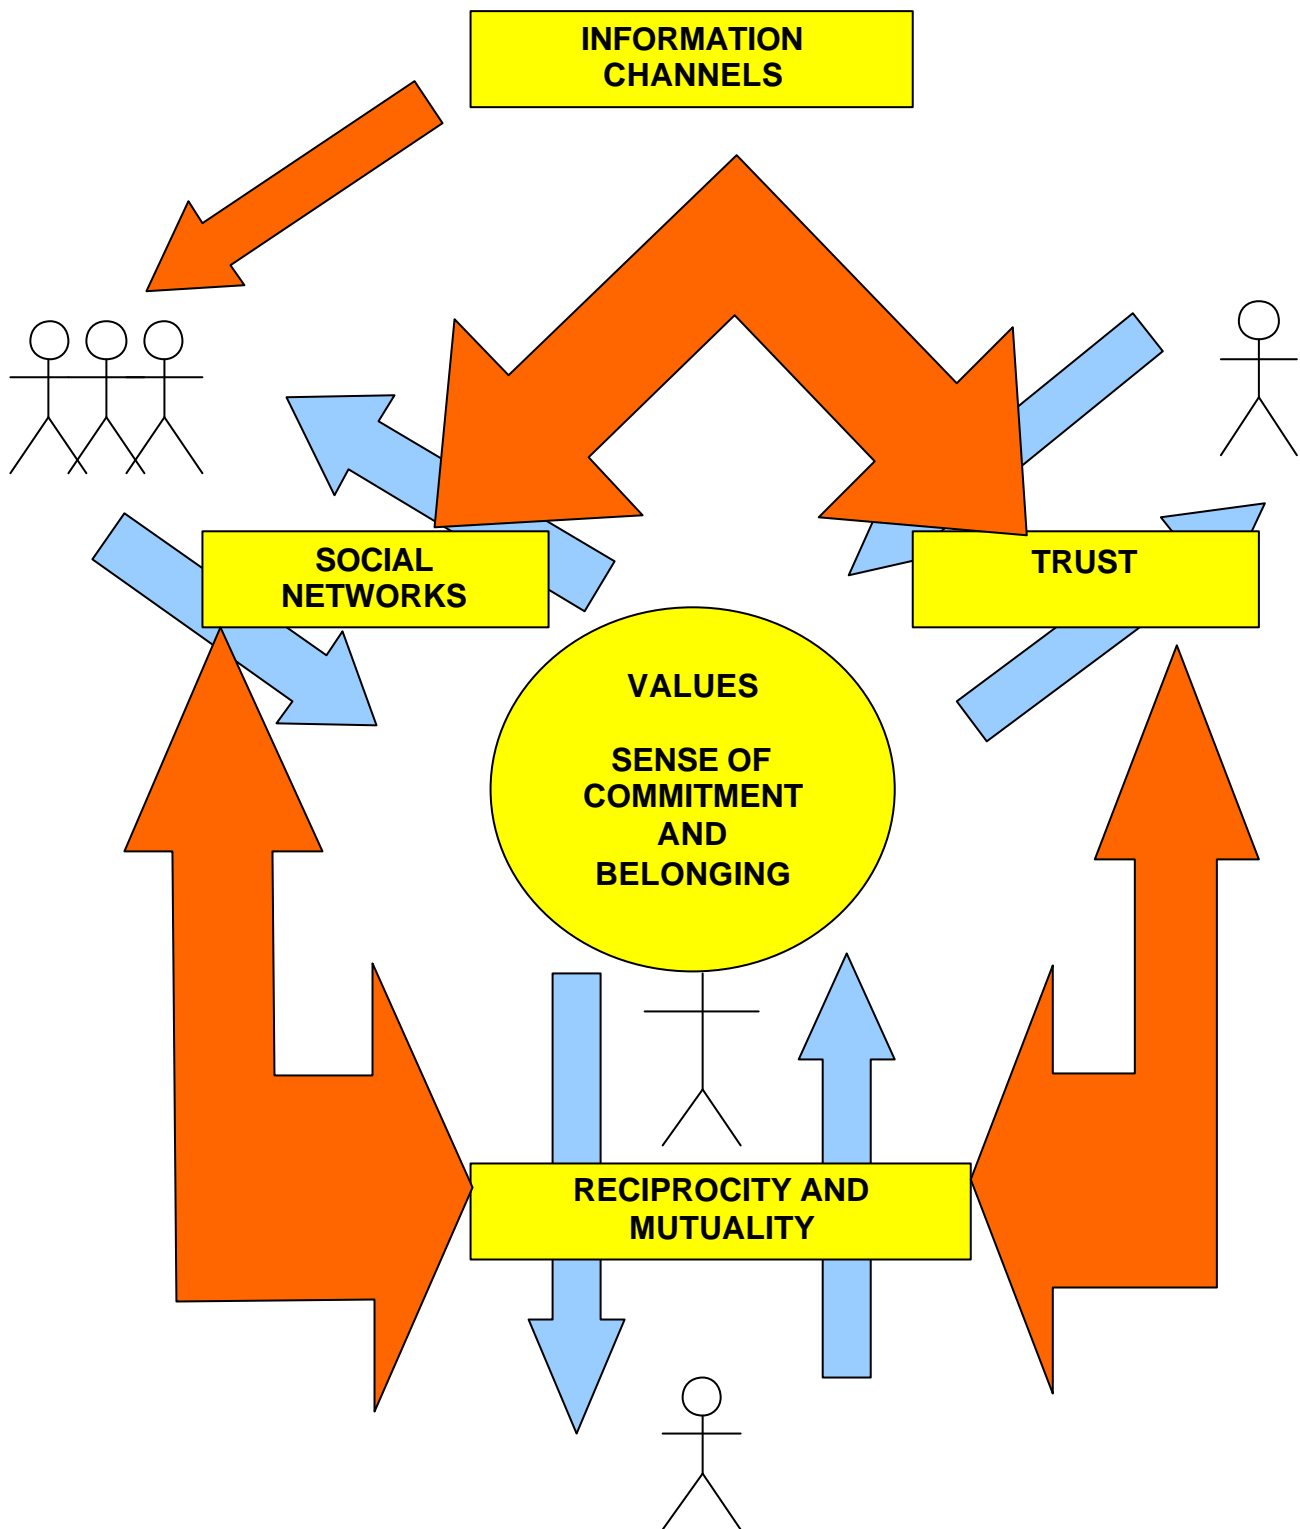 INFORMATION
CHANNELS
SOCIAL
NETWORKS
TRUST
VALUES
SENSE OF
COMMITMENT
AND
BELONGING
RECIPROCITY AND
MUTUALITY